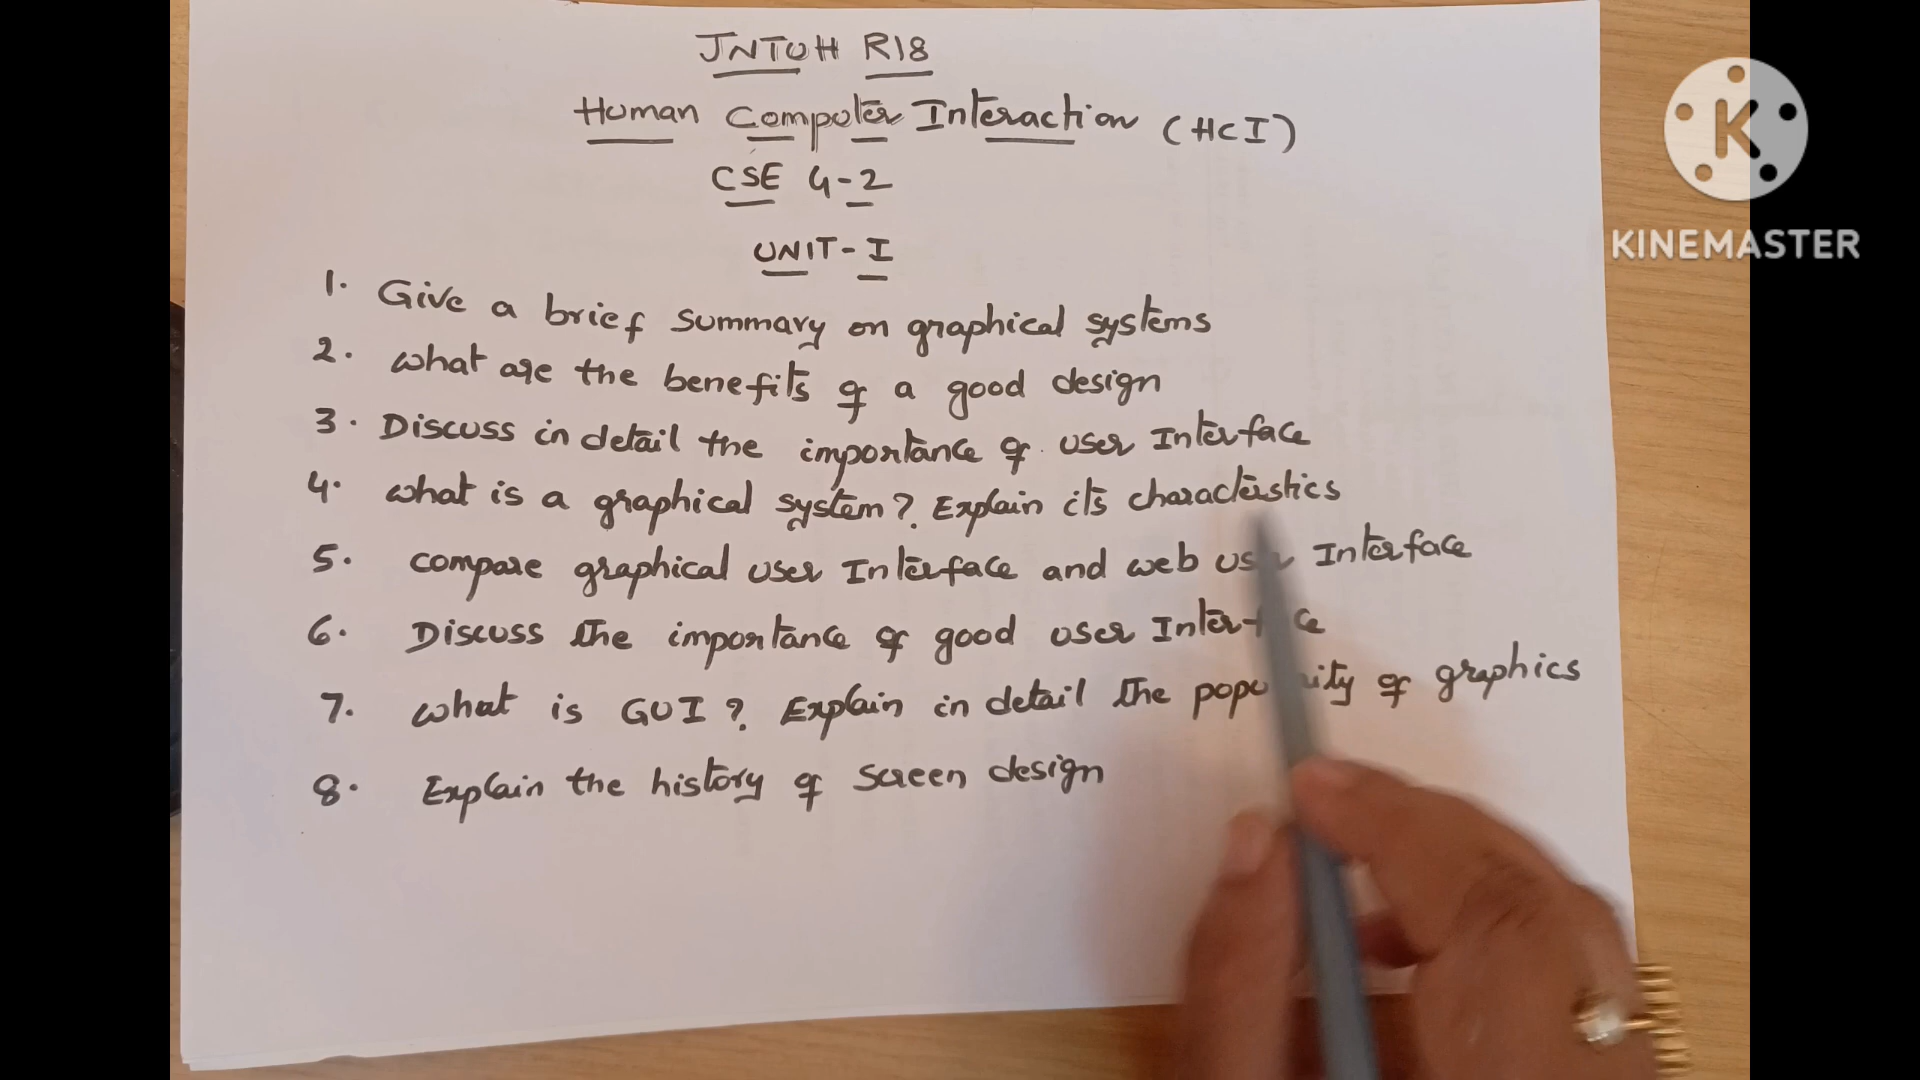 JNTUH R18
Human Computer Interaction (HCI)
CSE 4-2
UNIT-I
1. Give a brief summary on graphical systems
2. what are the benefits of a good design
3. Discuss in detail the importance of user Interface
4. what is a graphical system? Explain its characteristics
5. compare graphical user Interface and web user Interface
6. Discuss the importance of good user Interface
7. what is GUI? Explain in detail the popularity of graphics
8. Explain the history of screen design
K
KINEMASTER